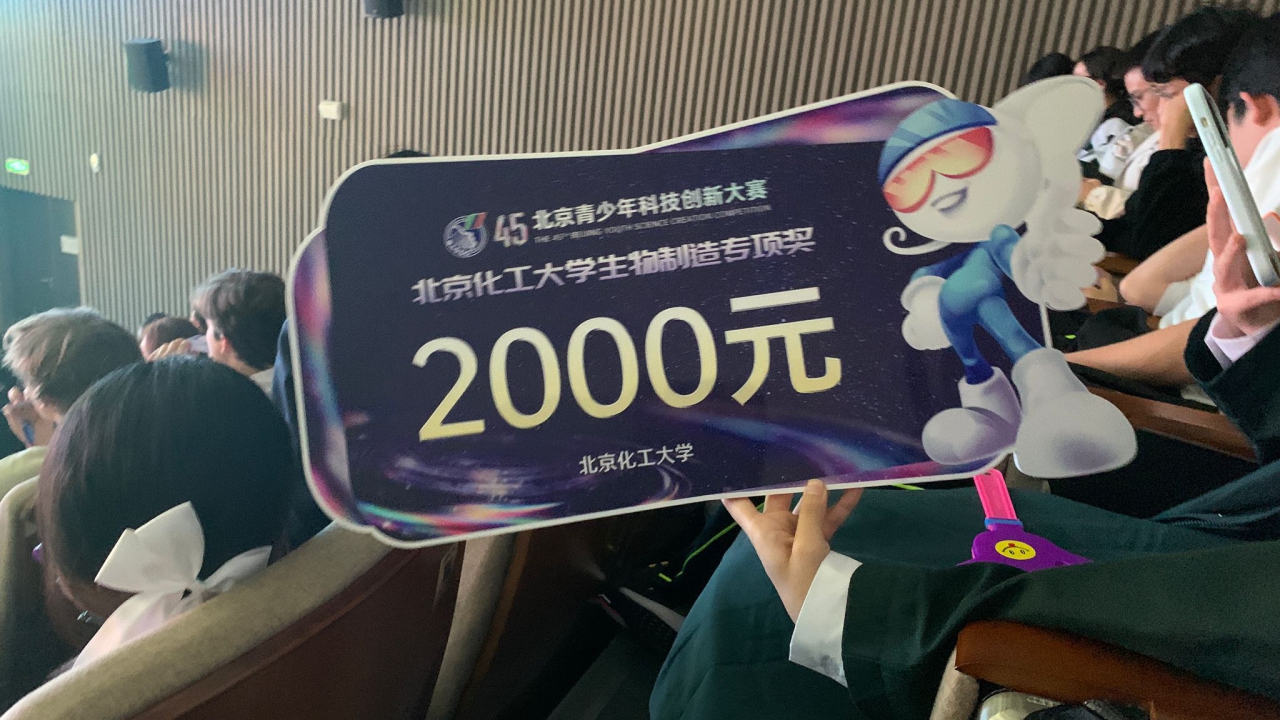 45 北京青少年科技创新大赛
THE 45TH BEIJING YOUTH SCIENCE CREATION COMPETITION
北京化工大学生物制造专项奖
2000元
北京化工大学